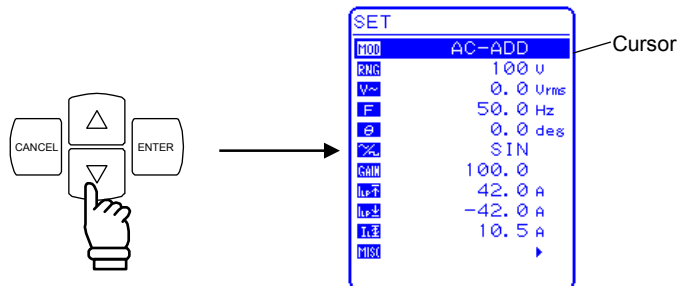 SET
MOD AC-ADD
RNG 100 V
V~ 0.0 Vrms
F 50.0 Hz
θ 0.0 deg
SIN
GAIN 100.0
42.0 A
-42.0 A
10.5 A
MISC
Cursor
CANCEL
ENTER